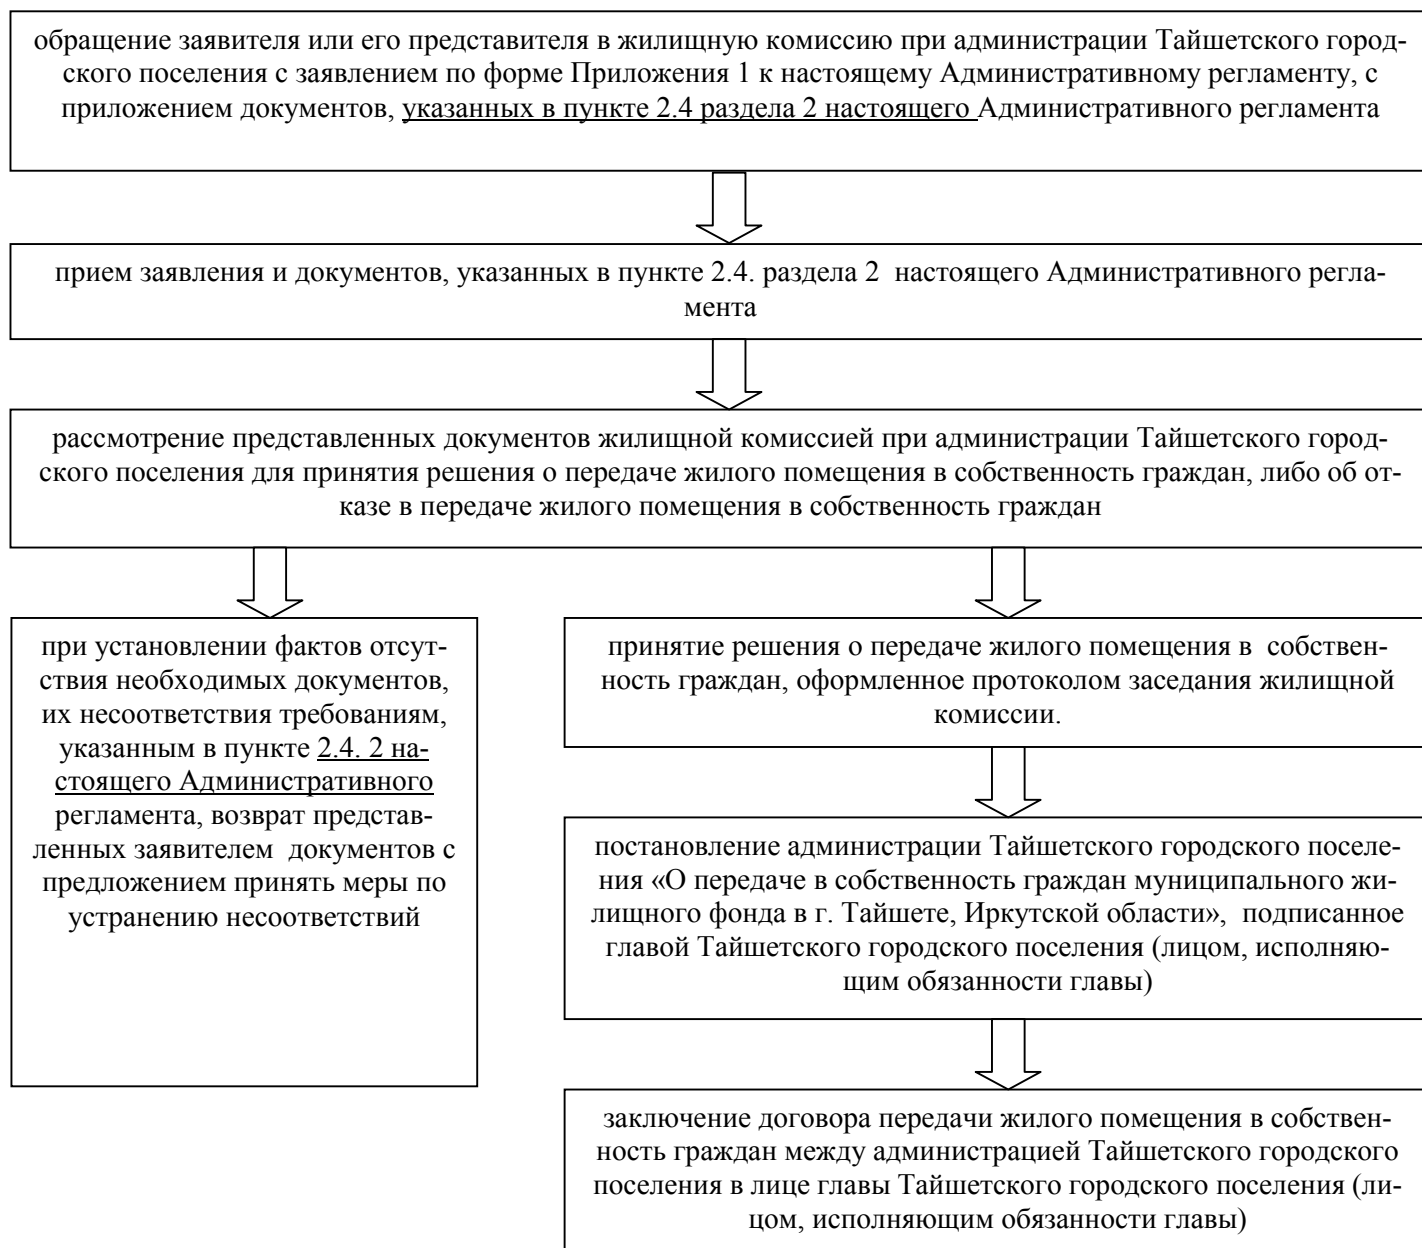 обращение заявителя или его представителя в жилищную комиссию при администрации Тайшетского город-
ского поселения с заявлением по форме Приложения 1 к настоящему Административному регламенту, с
приложением документов, указанных в пункте 2.4 раздела 2 настоящего Административного регламента
прием заявления и документов, указанных в пункте 2.4. раздела 2 настоящего Административного регла-
мента
рассмотрение представленных документов жилищной комиссией при администрации Тайшетского город-
ского поселения для принятия решения о передаче жилого помещения в собственность граждан, либо об от-
казе в передаче жилого помещения в собственность граждан
при установлении фактов отсут-
ствия необходимых документов,
их несоответствия требованиям,
указанным в пункте 2.4. 2 на-
стоящего Административного
регламента, возврат представ-
ленных заявителем документов с
предложением принять меры по
устранению несоответствий
принятие решения о передаче жилого помещения в собствен-
ность граждан, оформленное протоколом заседания жилищной
комиссии.
постановление администрации Тайшетского городского поселе-
ния «О передаче в собственность граждан муниципального жи-
лищного фонда в г. Тайшете, Иркутской области», подписанное
главой Тайшетского городского поселения (лицом, исполняю-
щим обязанности главы)
заключение договора передачи жилого помещения в собствен-
ность граждан между администрацией Тайшетского городского
поселения в лице главы Тайшетского городского поселения (ли-
цом, исполняющим обязанности главы)